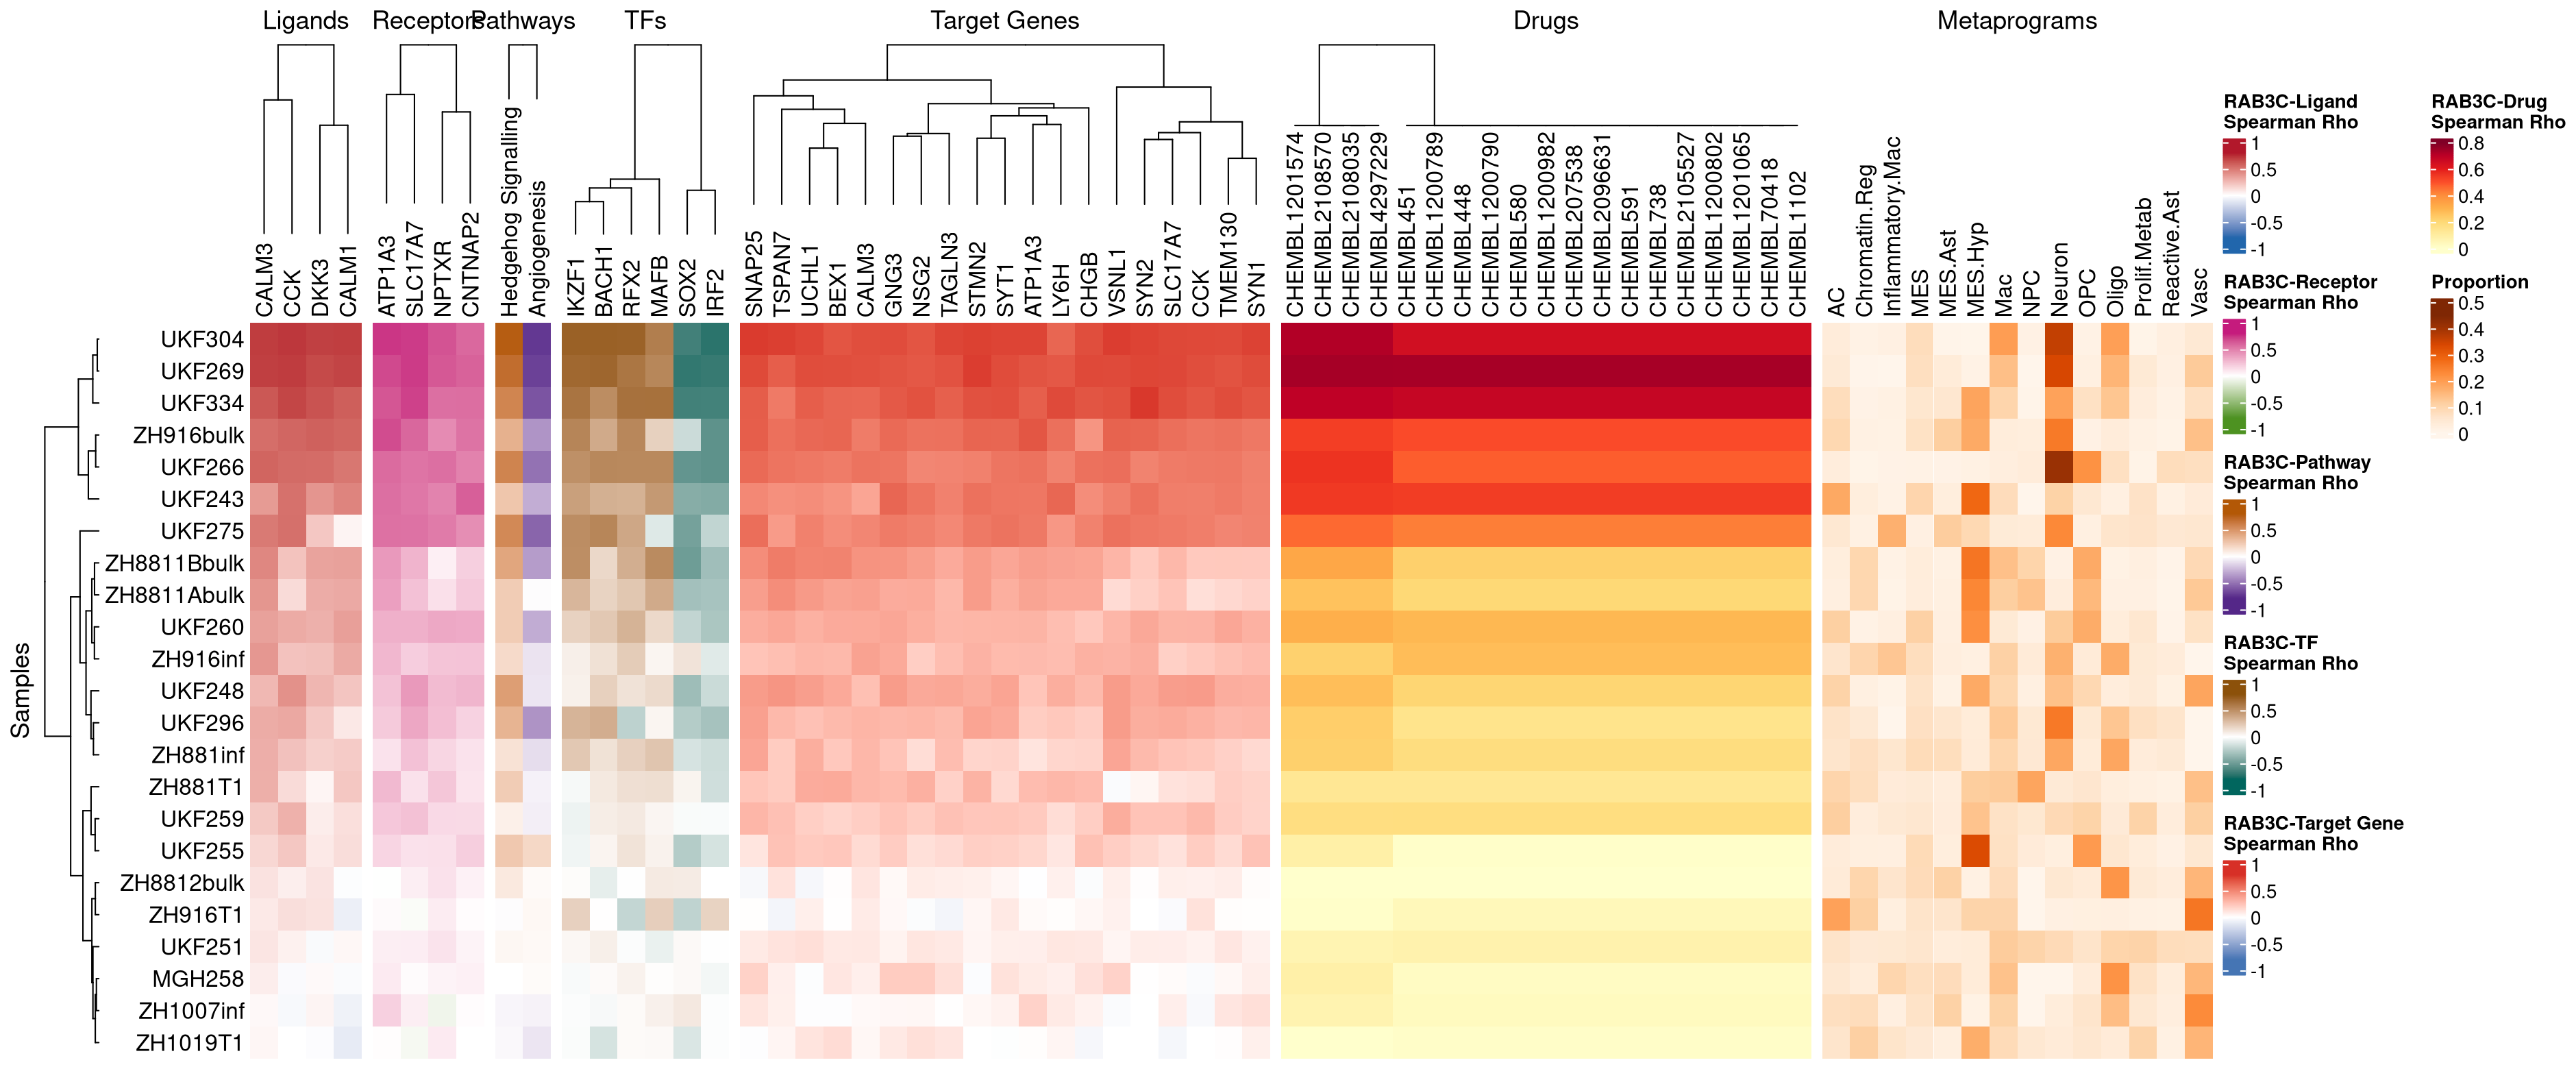 Ligands
Receptors
Pathways
TFs
Target Genes
Drugs
Metaprograms
CALM3
CCK
DKK3
CALM1
ATP1A3
SLC17A7
NPTXR
CNTNAP2
Hedgehog Signalling
Angiogenesis
IKZF1
BACH1
RFX2
MAFB
SOX2
IRF2
SNAP25
TSPAN7
UCHL1
BEX1
CALM3
GNG3
NSG2
TAGLN3
STMN2
SYT1
ATP1A3
LY6H
CHGB
VSNL1
SYN2
SLC17A7
CCK
TMEM130
SYN1
CHEMBL1201574
CHEMBL2108570
CHEMBL2108035
CHEMBL4297229
CHEMBL451
CHEMBL1200789
CHEMBL448
CHEMBL1200790
CHEMBL580
CHEMBL1200982
CHEMBL2075538
CHEMBL2096631
CHEMBL591
CHEMBL738
CHEMBL2105527
CHEMBL1200802
CHEMBL1201065
CHEMBL70418
CHEMBL1102
AC
Chromatin.Reg
Inflammatory.Mac
MES
MES.Ast
MES.Hyp
Mac
NPC
Neuron
OPC
Oligo
Prolif.Metab
Reactive.Ast
Vasc
Samples
UKF304
UKF269
UKF334
ZH916bulk
UKF266
UKF243
UKF275
ZH8811Bbulk
ZH8811Abulk
UKF260
ZH916inf
UKF248
UKF296
ZH881inf
ZH881T1
UKF259
UKF255
ZH8812bulk
ZH916T1
UKF251
MGH258
ZH1007inf
ZH1019T1
RAB3C-Ligand
Spearman Rho
1
0.5
0
-0.5
-1
RAB3C-Receptor
Spearman Rho
1
0.5
0
-0.5
-1
RAB3C-Pathway
Spearman Rho
1
0.5
0
-0.5
-1
RAB3C-TF
Spearman Rho
1
0.5
0
-0.5
-1
RAB3C-Target Gene
Spearman Rho
1
0.5
0
-0.5
-1
RAB3C-Drug
Spearman Rho
0.8
0.6
0.4
0.2
0
Proportion
0.5
0.4
0.3
0.2
0.1
0